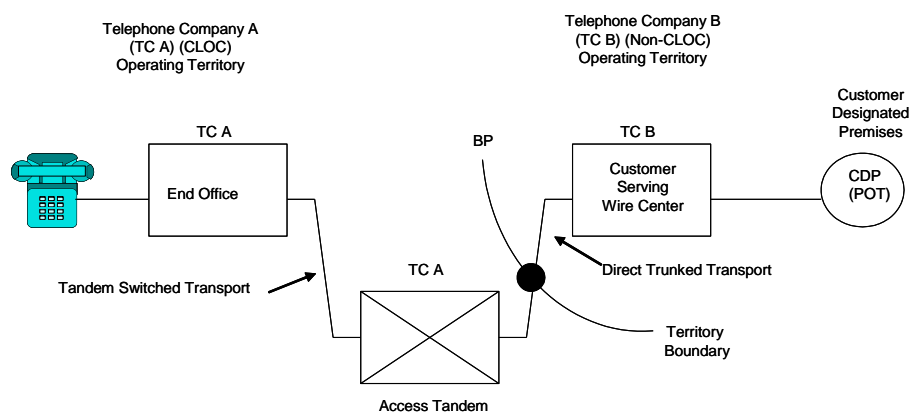 Telephone Company A
(TC A) (CLOC)
Operating Territory
Telephone Company B
(TC B) (Non-CLOC)
Operating Territory
Customer
Designated
Premises
TC A
End Office
BP
TC B
Customer
Serving
Wire Center
CDP
(POT)
Tandem Switched Transport
TC A
Direct Trunked Transport
Territory
Boundary
Access Tandem